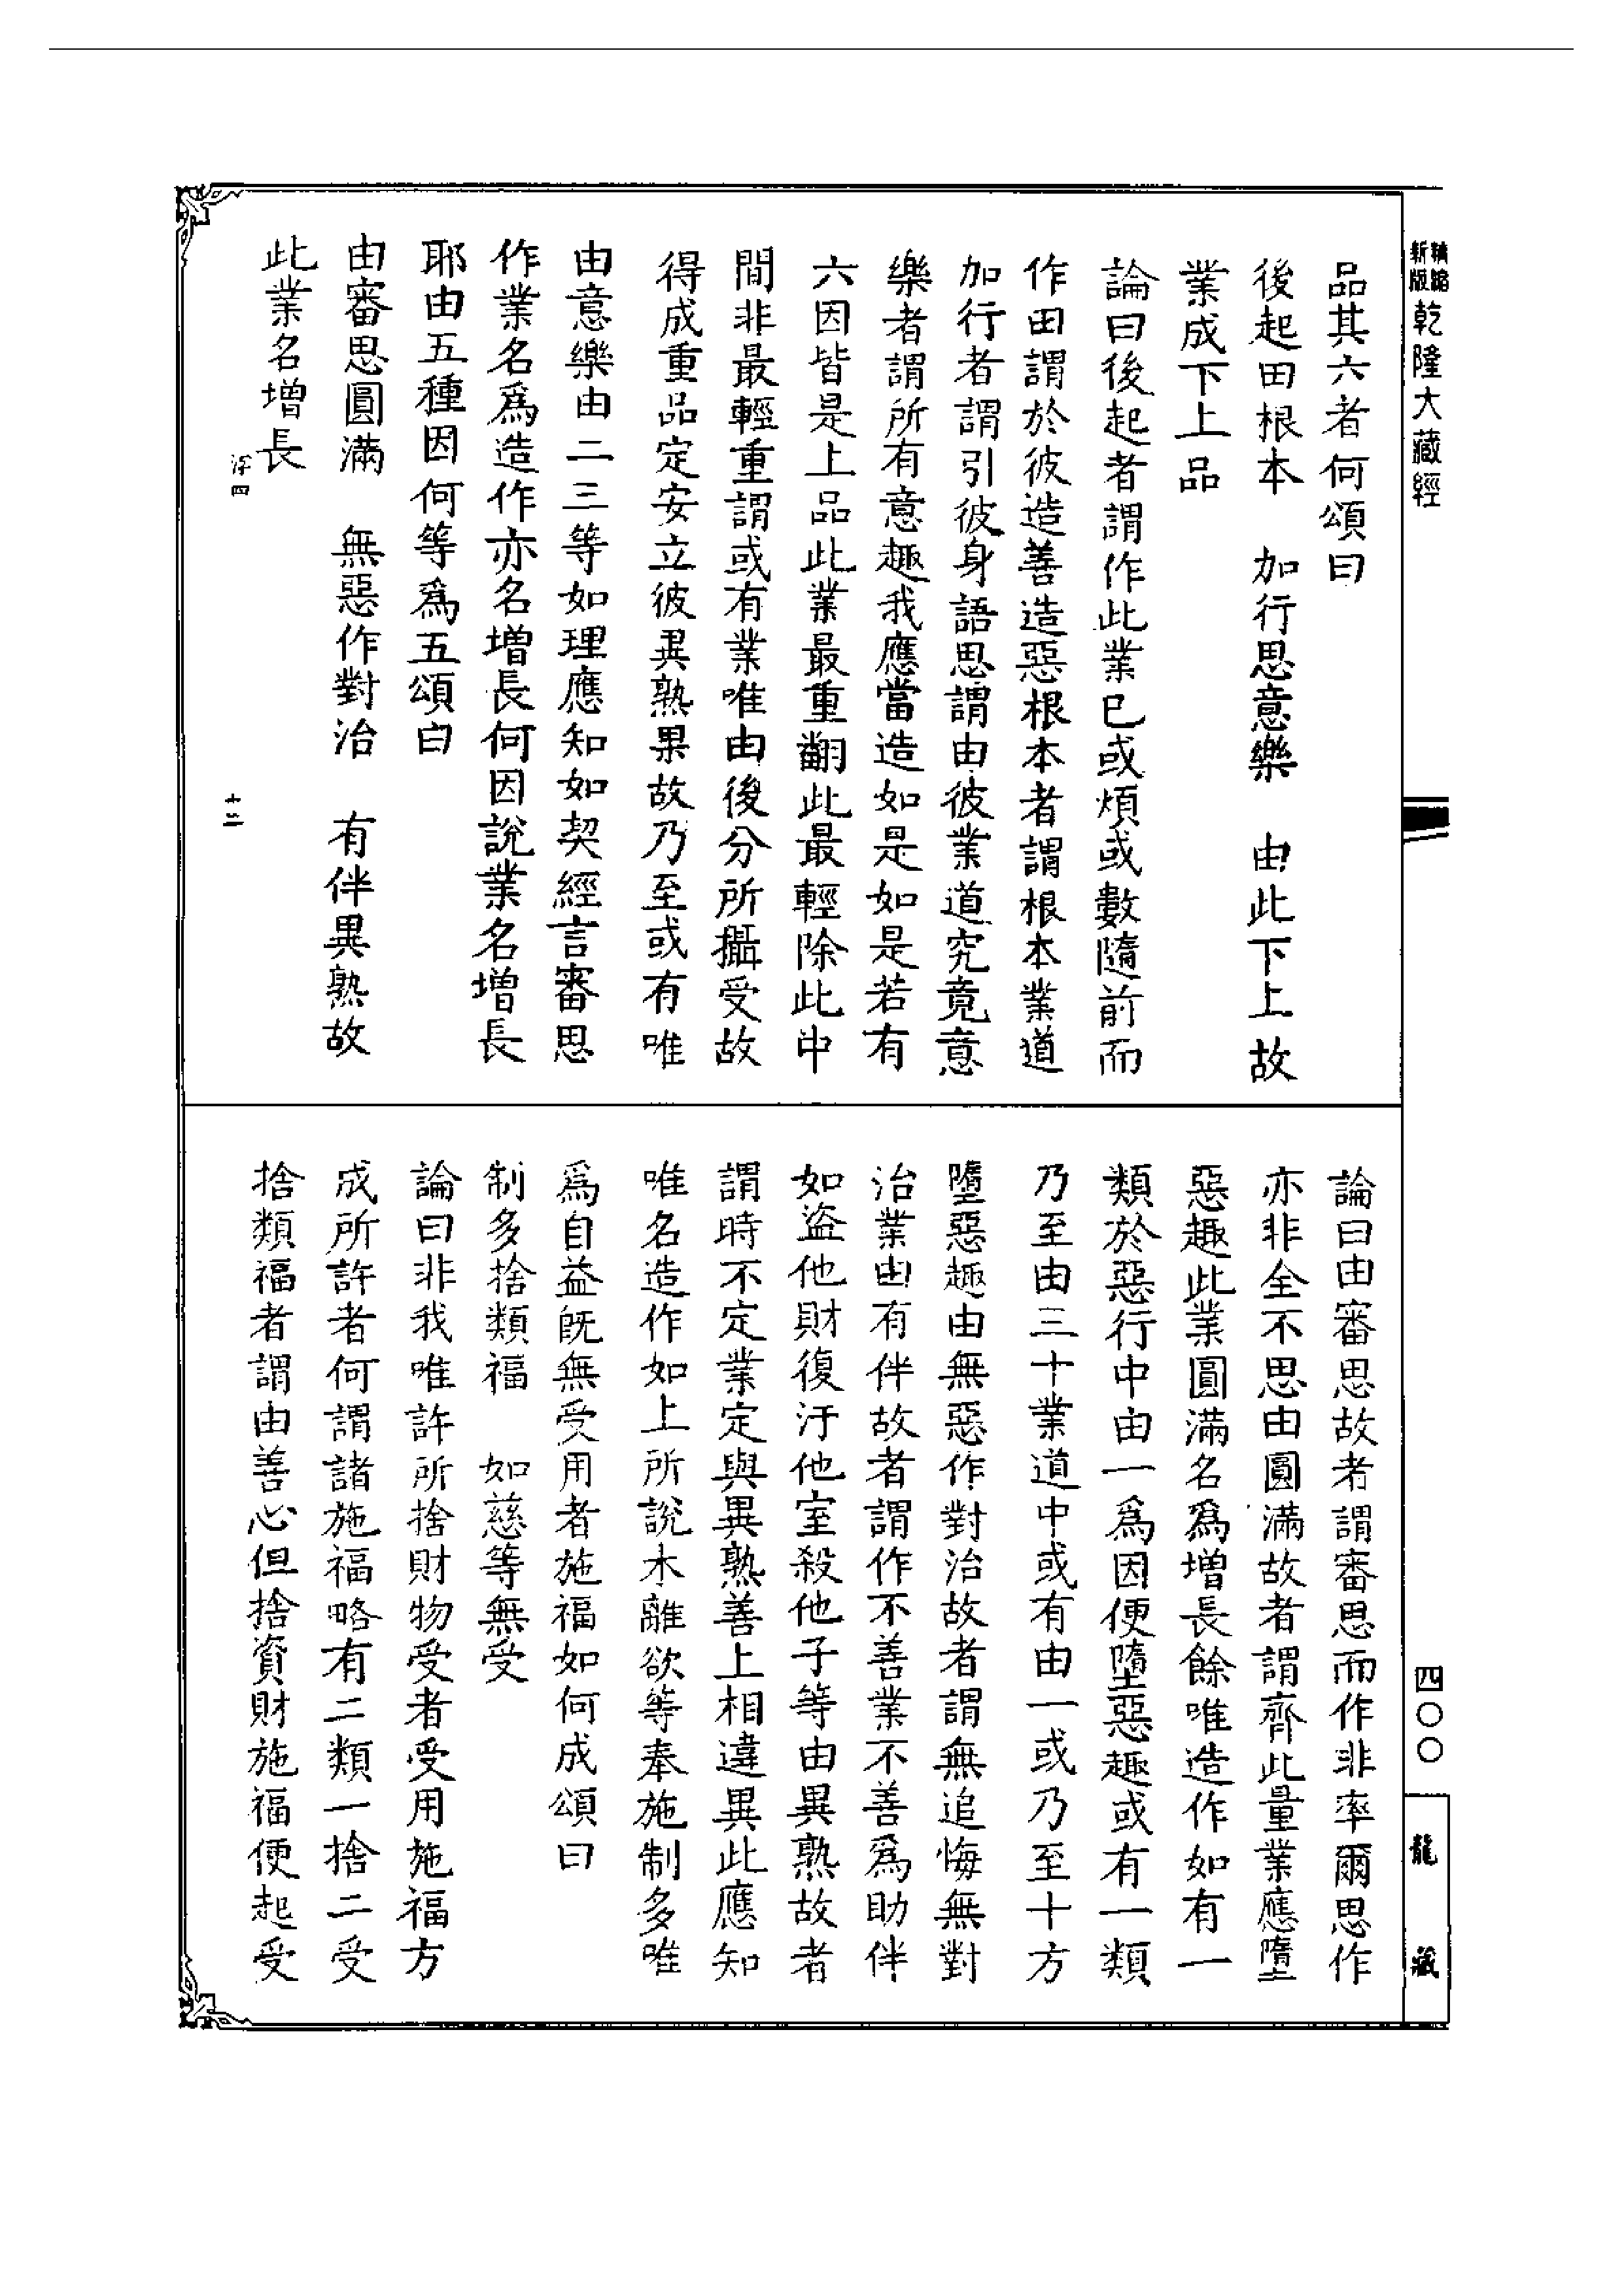 精縮新版乾隆大藏經
品其六者何頌曰
後起田根本　加行思意樂　由此下上故
業成下上品
論曰後起者謂作此業已或煩或數隨前而
作田謂於彼造善造惡根本者謂根本業道
加行者謂引彼身語思謂由彼業道究竟意
樂者謂所有意趣我應當造如是如是若有
六因皆是上品此業最重翻此最輕除此中
間非最輕重謂或有業唯由後分所攝受故
得成重品定安立彼異熟果故乃至或有唯
由意樂由二三等如理應知如契經言審思
作業名爲造作亦名增長何因說業名增長
耶由五種因何等爲五頌曰
由審思圓滿　無惡作對治　有伴異熟故
此業名增長
四
十二
論曰由審思故者謂審思而作非率爾思作
亦非全不思由圓滿故者謂齊此量業應墮
惡趣此業圓滿名爲增長餘唯造作如有一
類於惡行中由一爲因便墮惡趣或有一類
乃至由三十業道中或有由一或乃至十方
墮惡趣由無惡作對治故者謂無追悔無對
治業由有伴故者謂作不善業不善爲助伴
如盜他財復汙他室殺他子等由異熟故者
謂時不定業定與異熟善上相違異此應知
唯名造作如上所說木離欲等奉施制多唯
爲自益旣無受用者施福如何成頌曰
制多捨類福　如慈等無受
論曰非我唯許所捨財物受者受用施福方
成所許者何謂諸施福略有二類一捨二受
捨類福者謂由善心但捨資財施福便起受
四〇〇
龍藏